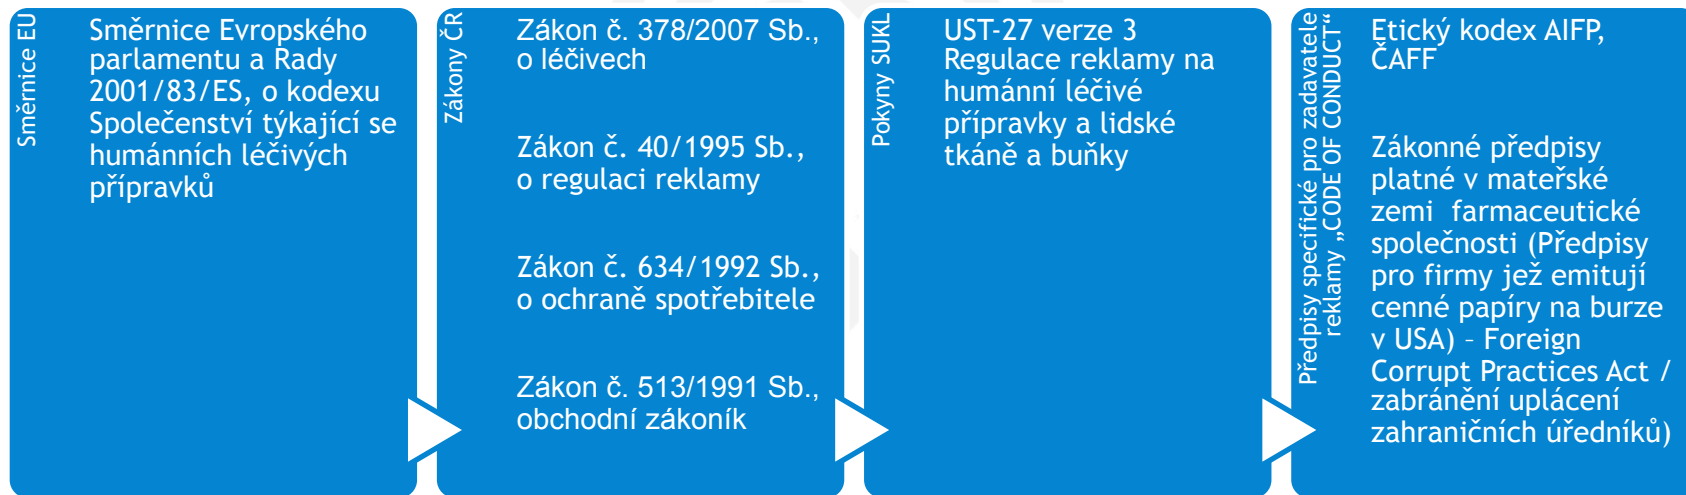 Směrnice EU
Směrnice Evropského
parlamentu a Rady
2001/83/ES, o kodexu
Společenství týkající se
humánních léčivých
přípravků
Zákony ČR
Zákon č. 378/2007 Sb.,
o léčivech
Zákon č. 40/1995 Sb.,
o regulaci reklamy
Zákon č. 634/1992 Sb.,
o ochraně spotřebitele
Zákon č. 513/1991 Sb.,
obchodní zákoník
Pokyny SUKL
UST-27 verze 3
Regulace reklamy na
humánní léčivé
přípravky a lidské
tkáně a buňky
Předpisy specifické pro zadavatele
reklamy „CODE OF CONDUCT“
Etický kodex AIFP,
ČAFF
Zákonné předpisy
platné v mateřské
zemi farmaceutické
společnosti (Předpisy
pro firmy jež emitují
cenné papíry na burze
v USA) – Foreign
Corrupt Practices Act /
zabránění uplácení
zahraničních úředníků)